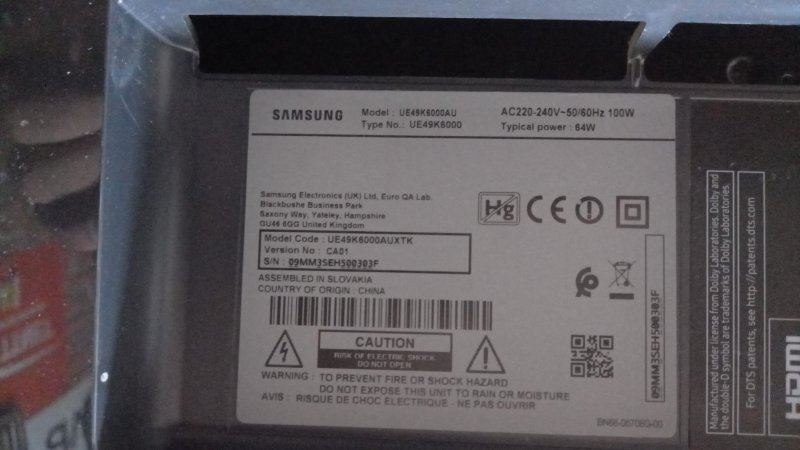 SAMSUNG
Model : UE49K6000AU
Type No.: UE49K6000
AC220-240V~50/60Hz 100W
Typical power : 64W
Samsung Electronics (UK) Ltd, Euro QA Lab.
Blackbushe Business Park
Saxony Way, Yateley, Hampshire
GU46 6GG United Kingdom
Model Code : UE49K6000AUXTK
Version No : CA01
S/N : 09MM3SEH500303F
ASSEMBLED IN SLOVAKIA
COUNTRY OF ORIGIN : CHINA
Hg
CE
CAUTION
RISK OF ELECTRIC SHOCK
DO NOT OPEN
WARNING : TO PREVENT FIRE OR SHOCK HAZARD
DO NOT EXPOSE THIS UNIT TO RAIN OR MOISTURE
AVIS : RISQUE DE CHOC ELECTRIQUE - NE PAS OUVRIR
09MM3SEH500303F
Manufactured under license from Dolby Laboratories. Dolby and
the double-D symbol are trademarks of Dolby Laboratories.
For DTS patents, see http://patents.dts.com
HDMI